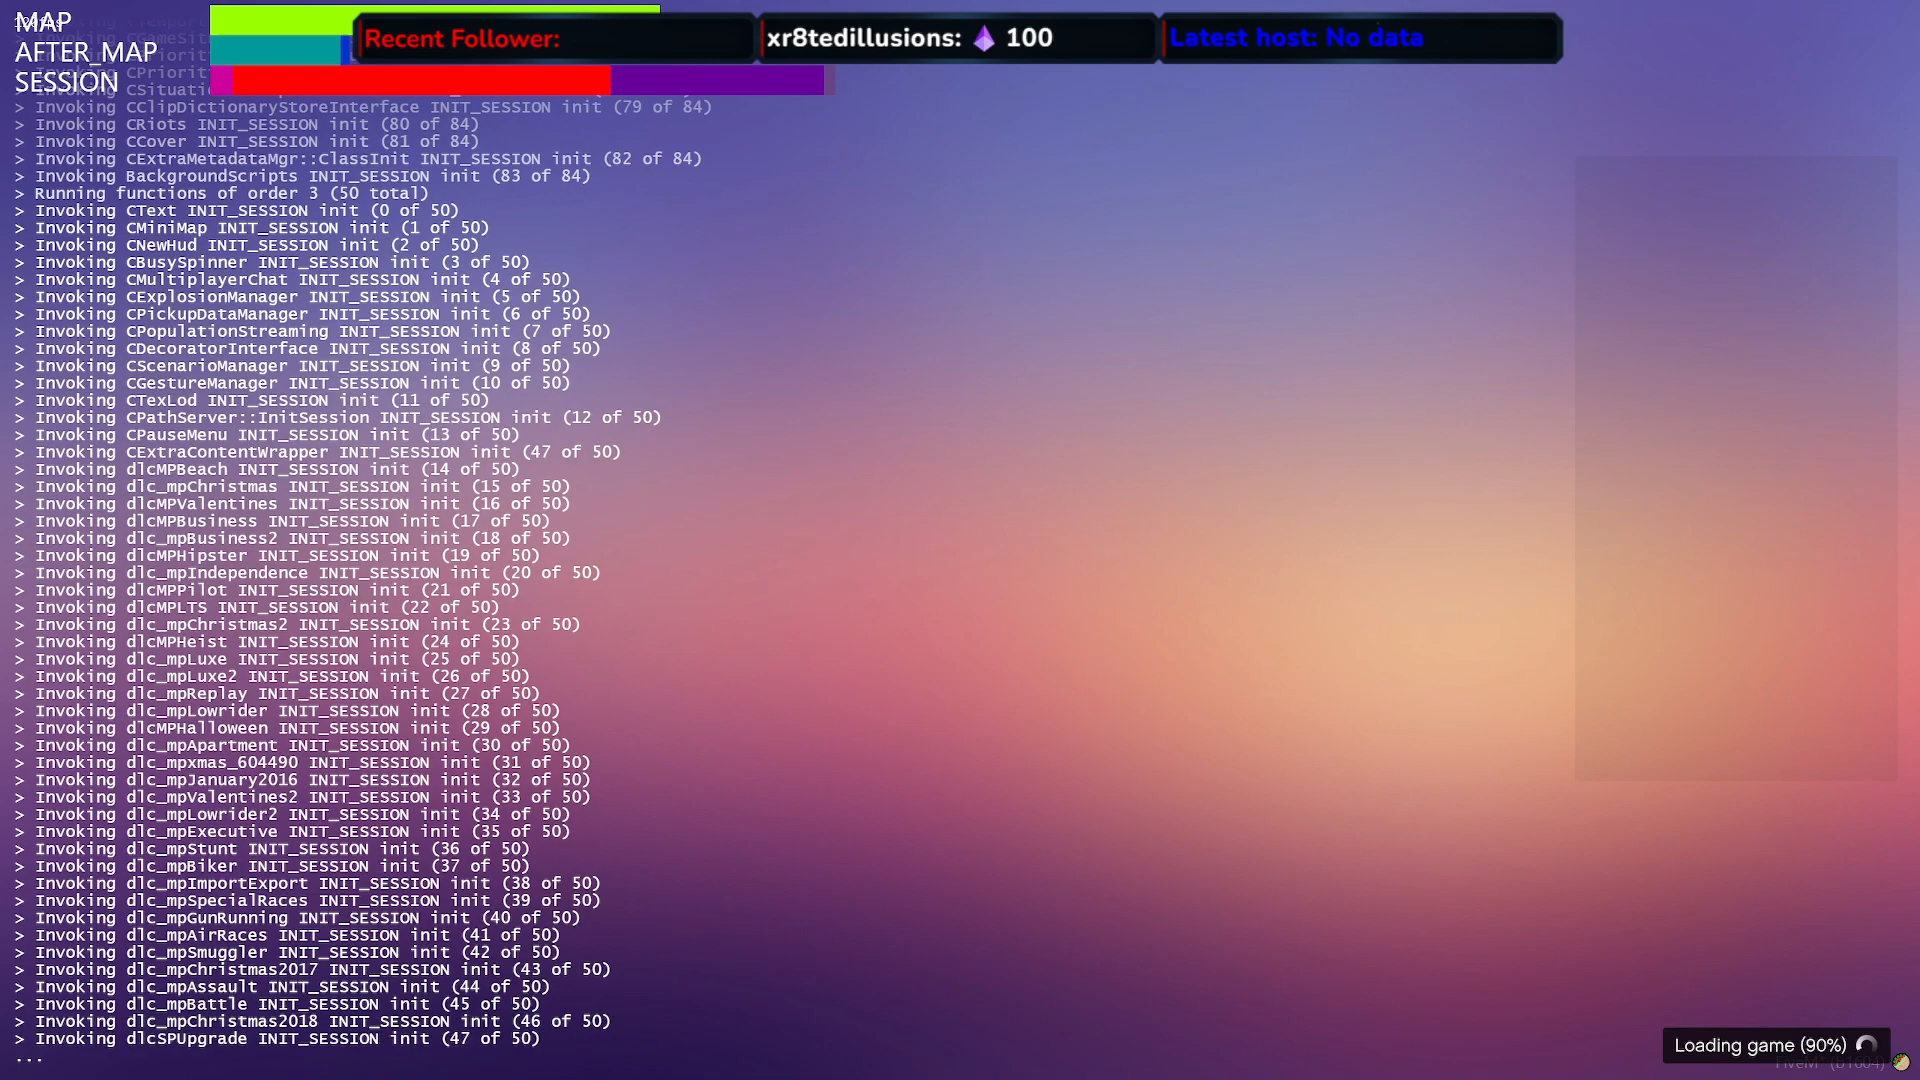 MAP
AFTER_MAP
SESSION
Recent Follower:
xr8tedillusions: 100
Latest host: No data
> Invoking CClipDictionaryStoreInterface INIT_SESSION init (79 of 84)
> Invoking CRiots INIT_SESSION init (80 of 84)
> Invoking CCover INIT_SESSION init (81 of 84)
> Invoking CExtraMetadataMgr::ClassInit INIT_SESSION init (82 of 84)
> Invoking BackgroundScripts INIT_SESSION init (83 of 84)
> Running functions of order 3 (50 total)
> Invoking CText INIT_SESSION init (0 of 50)
> Invoking CMiniMap INIT_SESSION init (1 of 50)
> Invoking CNewHud INIT_SESSION init (2 of 50)
> Invoking CBusySpinner INIT_SESSION init (3 of 50)
> Invoking CMultiplayerChat INIT_SESSION init (4 of 50)
> Invoking CExplosionManager INIT_SESSION init (5 of 50)
> Invoking CPickupDataManager INIT_SESSION init (6 of 50)
> Invoking CPopulationStreaming INIT_SESSION init (7 of 50)
> Invoking CDecoratorInterface INIT_SESSION init (8 of 50)
> Invoking CScenarioManager INIT_SESSION init (9 of 50)
> Invoking CGestureManager INIT_SESSION init (10 of 50)
> Invoking CTexLod INIT_SESSION init (11 of 50)
> Invoking CPathServer::InitSession INIT_SESSION init (12 of 50)
> Invoking CPauseMenu INIT_SESSION init (13 of 50)
> Invoking CExtraContentWrapper INIT_SESSION init (47 of 50)
> Invoking dlcMPBeach INIT_SESSION init (14 of 50)
> Invoking dlc_mpChristmas INIT_SESSION init (15 of 50)
> Invoking dlcMPValentines INIT_SESSION init (16 of 50)
> Invoking dlcMPBusiness INIT_SESSION init (17 of 50)
> Invoking dlc_mpBusiness2 INIT_SESSION init (18 of 50)
> Invoking dlcMPHipster INIT_SESSION init (19 of 50)
> Invoking dlc_mpIndependence INIT_SESSION init (20 of 50)
> Invoking dlcMPPilot INIT_SESSION init (21 of 50)
> Invoking dlcMPLTS INIT_SESSION init (22 of 50)
> Invoking dlc_mpChristmas2 INIT_SESSION init (23 of 50)
> Invoking dlcMPHeist INIT_SESSION init (24 of 50)
> Invoking dlc_mpLuxe INIT_SESSION init (25 of 50)
> Invoking dlc_mpLuxe2 INIT_SESSION init (26 of 50)
> Invoking dlc_mpReplay INIT_SESSION init (27 of 50)
> Invoking dlc_mpLowrider INIT_SESSION init (28 of 50)
> Invoking dlcMPHalloween INIT_SESSION init (29 of 50)
> Invoking dlc_mpApartment INIT_SESSION init (30 of 50)
> Invoking dlc_mpxmas_604490 INIT_SESSION init (31 of 50)
> Invoking dlc_mpJanuary2016 INIT_SESSION init (32 of 50)
> Invoking dlc_mpValentines2 INIT_SESSION init (33 of 50)
> Invoking dlc_mpLowrider2 INIT_SESSION init (34 of 50)
> Invoking dlc_mpExecutive INIT_SESSION init (35 of 50)
> Invoking dlc_mpStunt INIT_SESSION init (36 of 50)
> Invoking dlc_mpBiker INIT_SESSION init (37 of 50)
> Invoking dlc_mpImportExport INIT_SESSION init (38 of 50)
> Invoking dlc_mpSpecialRaces INIT_SESSION init (39 of 50)
> Invoking dlc_mpGunRunning INIT_SESSION init (40 of 50)
> Invoking dlc_mpAirRaces INIT_SESSION init (41 of 50)
> Invoking dlc_mpSmuggler INIT_SESSION init (42 of 50)
> Invoking dlc_mpChristmas2017 INIT_SESSION init (43 of 50)
> Invoking dlc_mpAssault INIT_SESSION init (44 of 50)
> Invoking dlc_mpBattle INIT_SESSION init (45 of 50)
> Invoking dlc_mpChristmas2018 INIT_SESSION init (46 of 50)
> Invoking dlcSPUpgrade INIT_SESSION init (47 of 50)
...
Loading game (90%)
FiveM* (b1604)